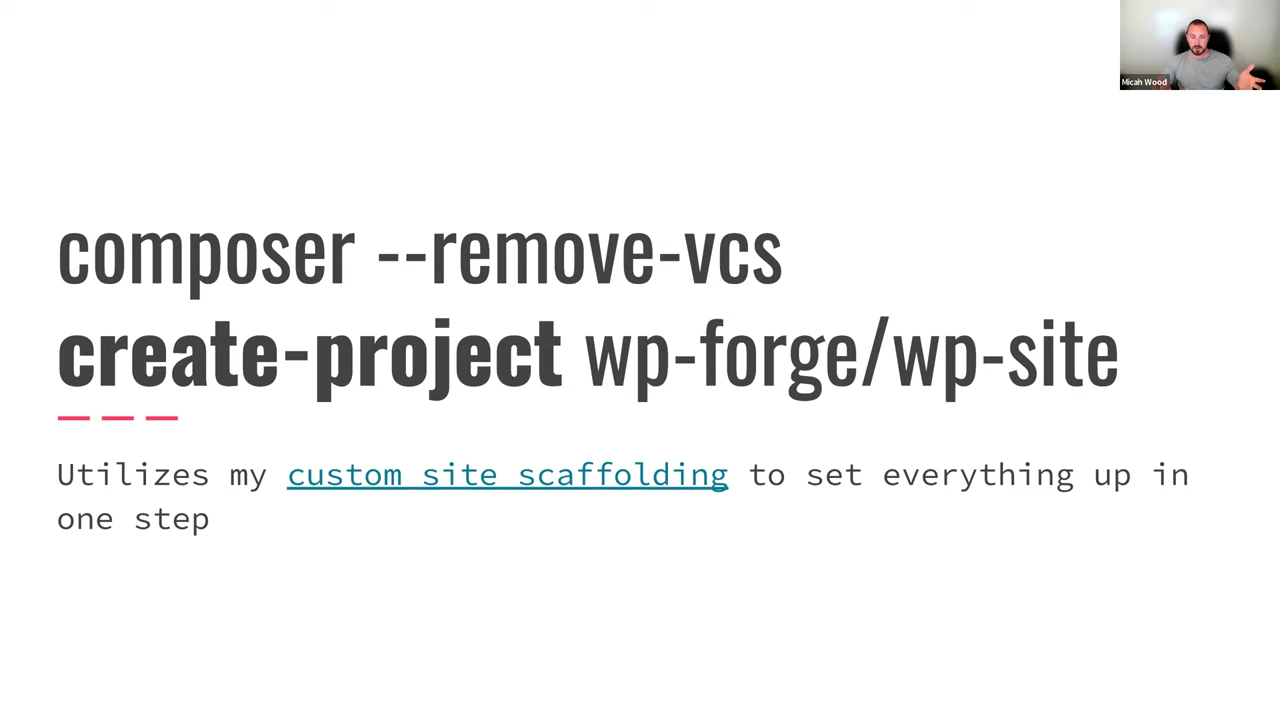 Micah Wood
composer --remove-vcs
create-project wp-forge/wp-site
Utilizes my custom site scaffolding to set everything up in
one step